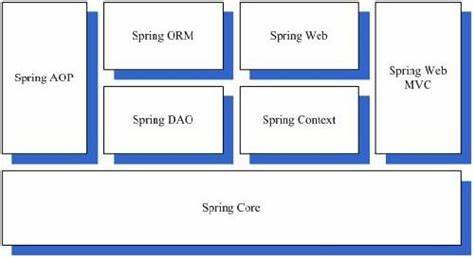 Spring AOP
Spring ORM
Spring Web
Spring Web
MVC
Spring DAO
Spring Context
Spring Core